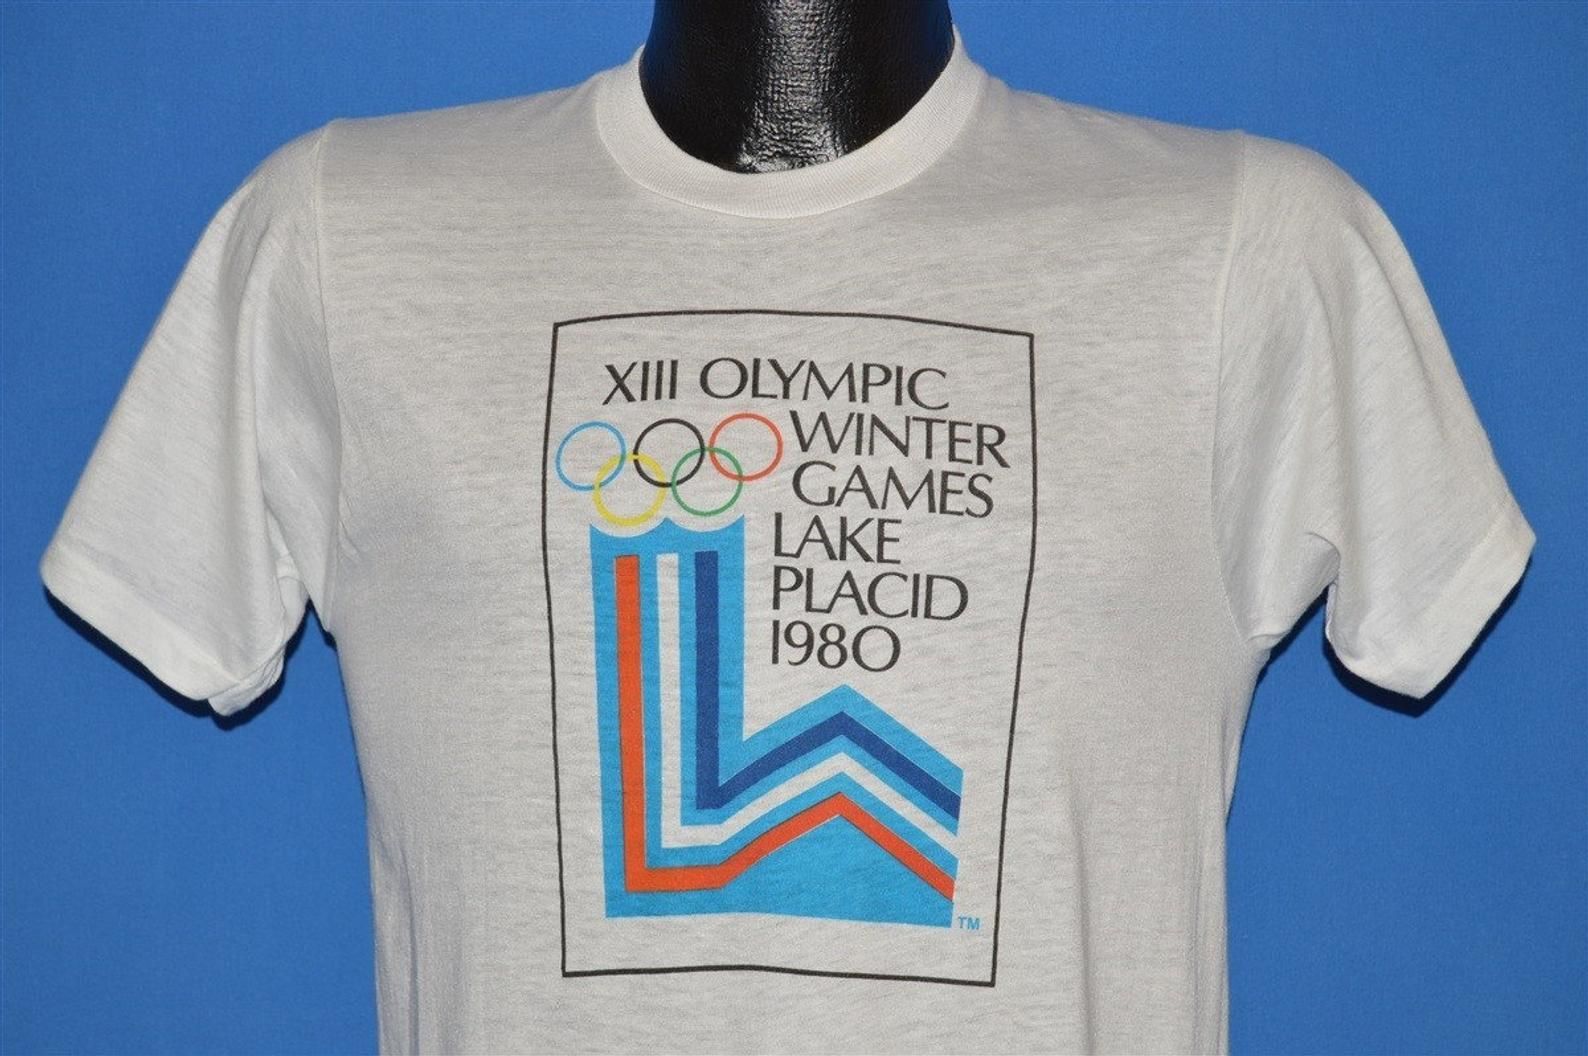 XIII OLYMPIC
WINTER
GAMES
LAKE
PLACID
1980
TM